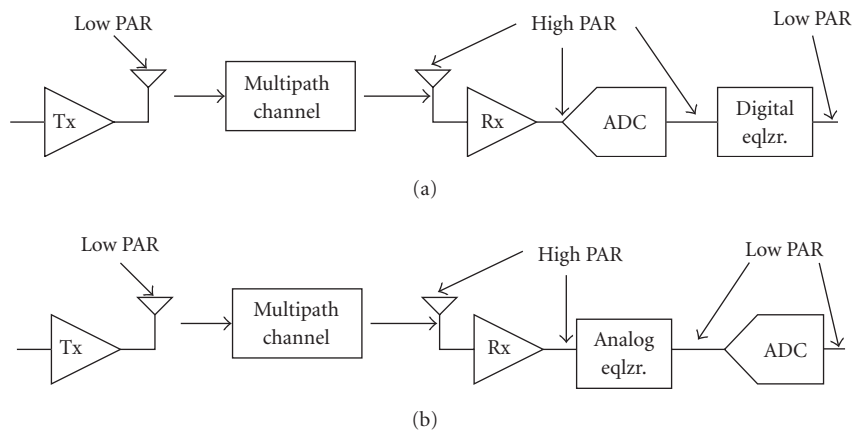 Low PAR
High PAR
Low PAR
Tx
Multipath
channel
Rx
ADC
Digital
eqlzr.
(a)
Low PAR
High PAR
Low PAR
Tx
Multipath
channel
Rx
Analog
eqlzr.
ADC
(b)